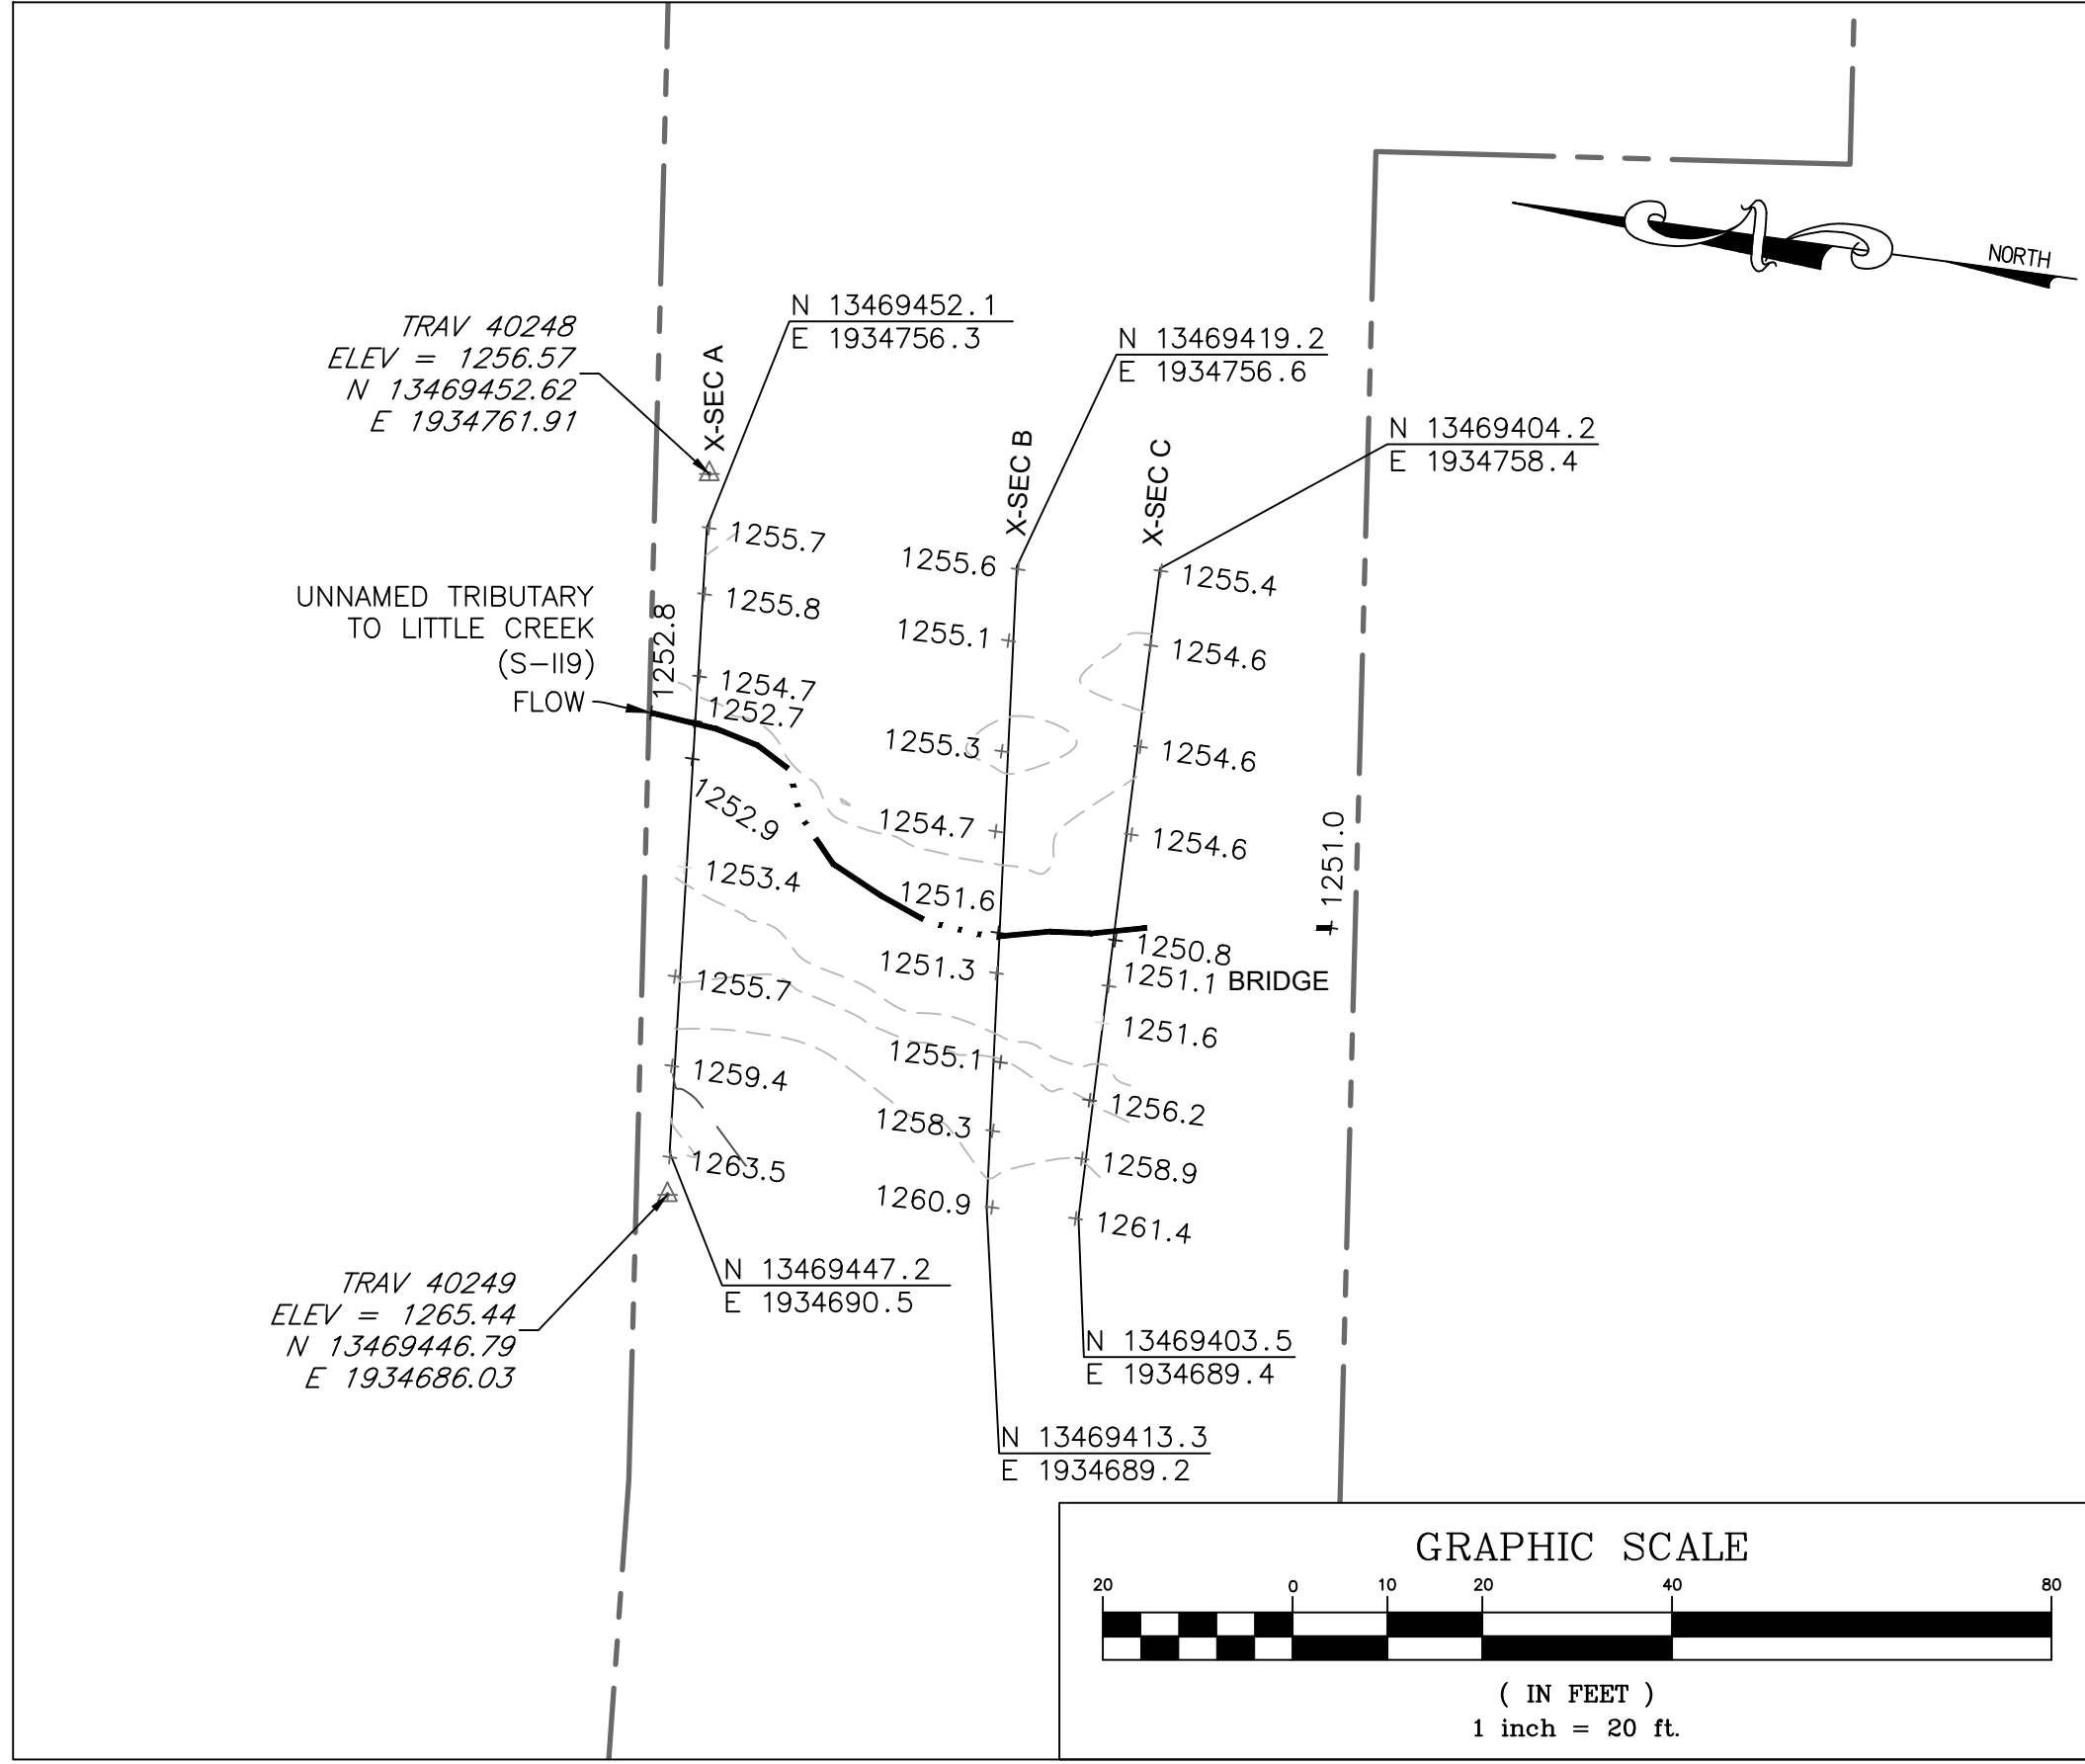 NORTH
N 13469452.1
E 1934756.3
TRAV 40248
ELEV = 1256.57
N 13469452.62
E 1934761.91
N 13469419.2
E 1934756.6
N 13469404.2
E 1934758.4
X-SEC A
X-SEC B
X-SEC C
UNNAMED TRIBUTARY
TO LITTLE CREEK
(S-119)
FLOW
1252.8
1255.7
1255.8
1254.7
1252.7
1252.9
1253.4
1255.7
1259.4
1263.5
1255.6
1255.1
1255.3
1254.7
1251.6
1251.3
1255.1
1258.3
1260.9
1255.4
1254.6
1254.6
1254.6
1250.8
1251.1 BRIDGE
1251.6
1256.2
1258.9
1261.4
1251.0
TRAV 40249
ELEV = 1265.44
N 13469446.79
E 1934686.03
N 13469447.2
E 1934690.5
N 13469403.5
E 1934689.4
N 13469413.3
E 1934689.2
GRAPHIC SCALE
20 0 10 20 40 80
( IN FEET )
1 inch = 20 ft.